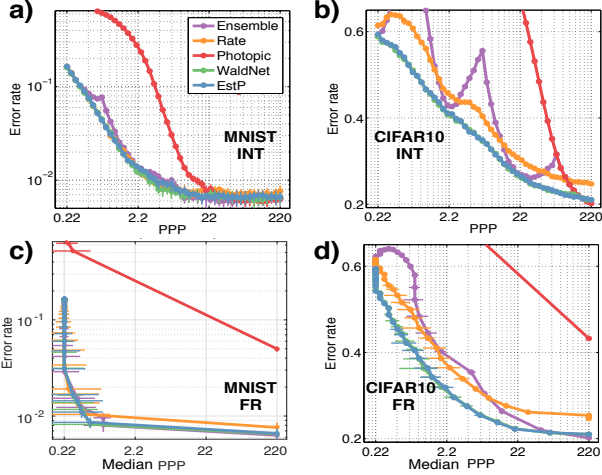 a)
Error rate
10⁻¹
10⁻²
0.22
2.2
22
220
PPP
Ensemble
Rate
Photopic
WaldNet
EstP
MNIST
INT
b)
Error rate
0.6
0.4
0.2
0.22
2.2
22
220
PPP
CIFAR10
INT
c)
Error rate
10⁻¹
10⁻²
0.22
2.2
22
220
Median PPP
MNIST
FR
d)
Error rate
0.6
0.4
0.2
0.22
2.2
22
220
Median PPP
CIFAR10
FR